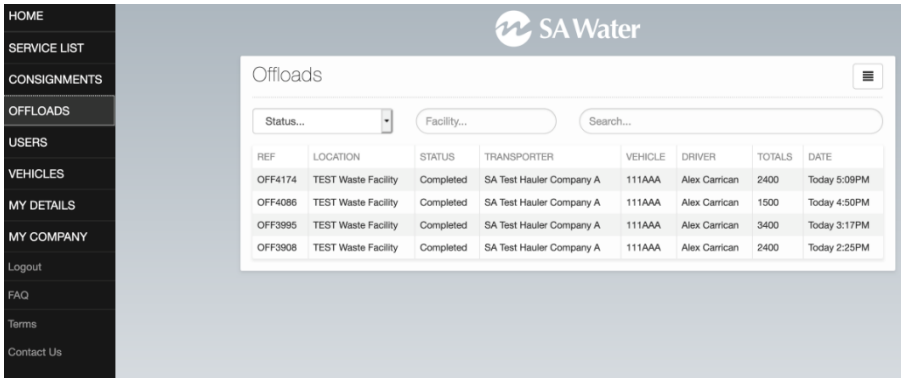 HOME
SERVICE LIST
CONSIGNMENTS
OFFLOADS
USERS
VEHICLES
MY DETAILS
MY COMPANY
Logout
FAQ
Terms
Contact Us
SA Water
Offloads
Status... Facility... Search...
REF LOCATION STATUS TRANSPORTER VEHICLE DRIVER TOTALS DATE
OFF4174 TEST Waste Facility Completed SA Test Hauler Company A 111AAA Alex Carrican 2400 Today 5:09PM
OFF4086 TEST Waste Facility Completed SA Test Hauler Company A 111AAA Alex Carrican 1500 Today 4:50PM
OFF3995 TEST Waste Facility Completed SA Test Hauler Company A 111AAA Alex Carrican 3400 Today 3:17PM
OFF3908 TEST Waste Facility Completed SA Test Hauler Company A 111AAA Alex Carrican 2400 Today 2:25PM